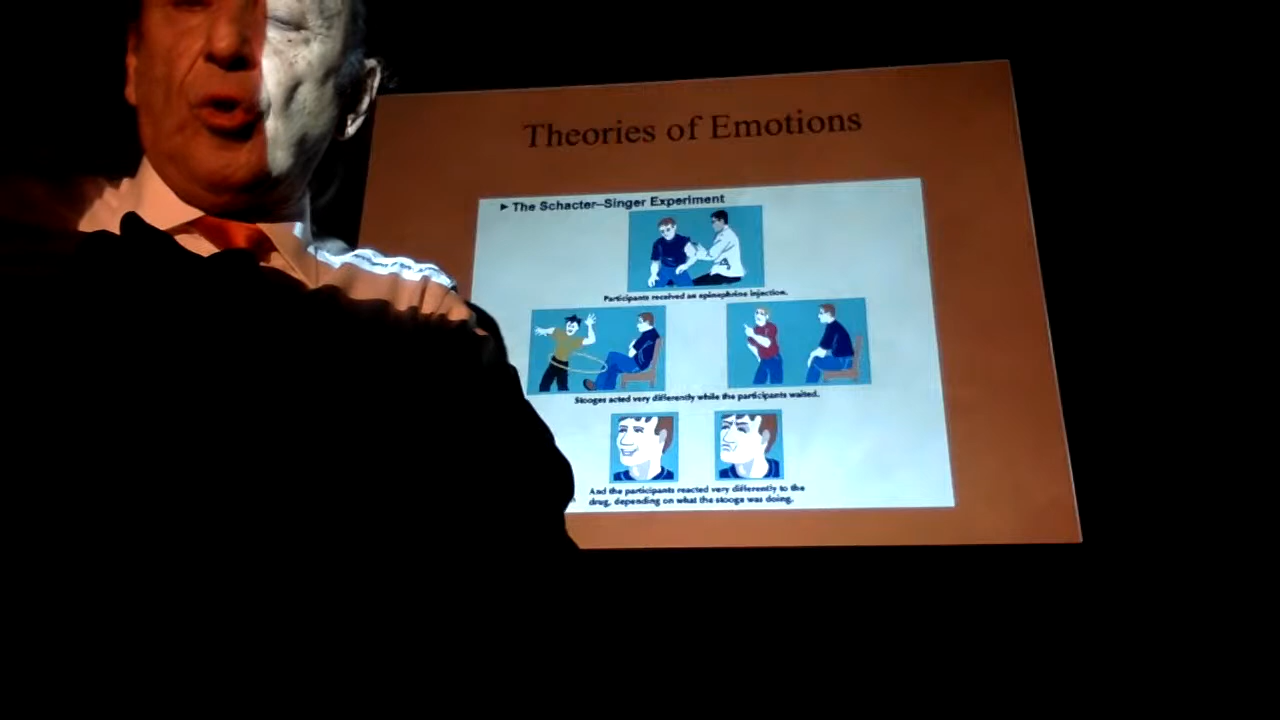 Theories of Emotions
► The Schacter–Singer Experiment
Participants received an epinephrine injection.
Stooges acted very differently while the participants waited.
And the participants reacted very differently to the
drug, depending on what the stooge was doing.